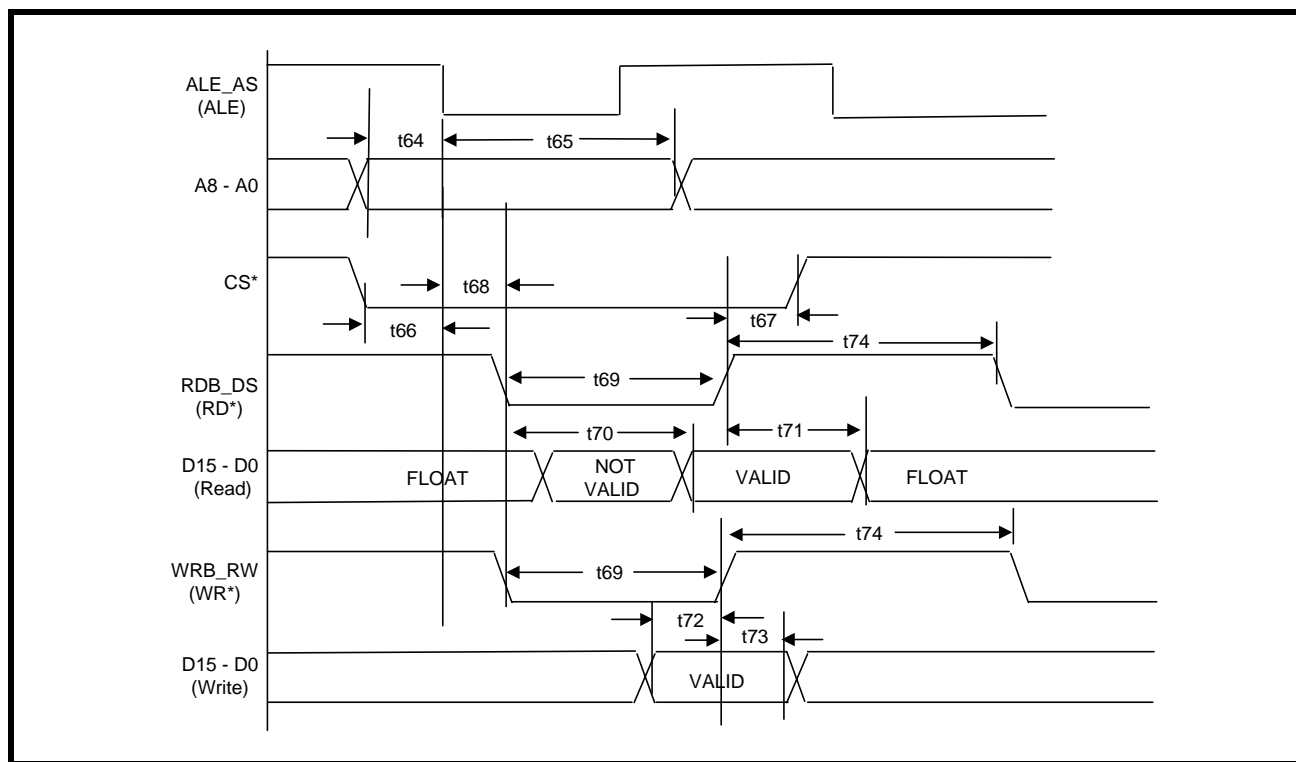 ALE_AS
(ALE)
t64
t65
A8 - A0
CS*
t68
t66
t67
t74
RDB_DS
(RD*)
t69
t70
t71
D15 - D0
(Read)
FLOAT
NOT
VALID
VALID
FLOAT
t74
WRB_RW
(WR*)
t69
t72
t73
D15 - D0
(Write)
VALID